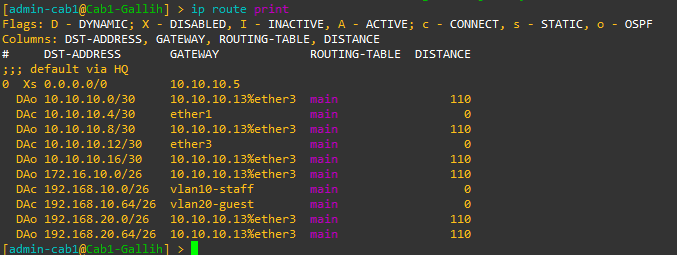 [admin-cab1@Cab1-Gallih] > ip route print
Flags: D - DYNAMIC; X - DISABLED, I - INACTIVE, A - ACTIVE; c - CONNECT, s - STATIC, o - OSPF
Columns: DST-ADDRESS, GATEWAY, ROUTING-TABLE, DISTANCE
#     DST-ADDRESS       GATEWAY            ROUTING-TABLE  DISTANCE
;;; default via HQ
0  Xs 0.0.0.0/0         10.10.10.5
  DAo 10.10.10.0/30     10.10.10.13%ether3  main                110
  DAc 10.10.10.4/30     ether1              main                  0
  DAo 10.10.10.8/30     10.10.10.13%ether3  main                110
  DAc 10.10.10.12/30    ether3              main                  0
  DAo 10.10.10.16/30    10.10.10.13%ether3  main                110
  DAo 172.16.10.0/26    10.10.10.13%ether3  main                110
  DAc 192.168.10.0/26   vlan10-staff        main                  0
  DAc 192.168.10.64/26  vlan20-guest        main                  0
  DAo 192.168.20.0/26   10.10.10.13%ether3  main                110
  DAo 192.168.20.64/26  10.10.10.13%ether3  main                110
[admin-cab1@Cab1-Gallih] >